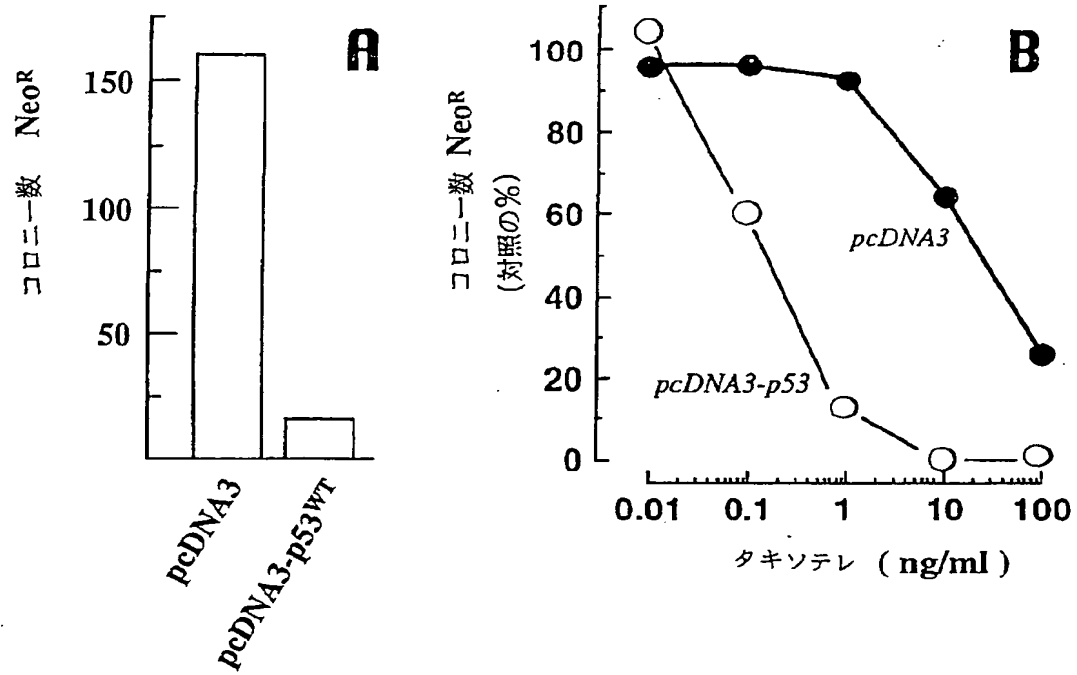 A
コロニー数 NeoR
150
100
50
pcDNA3
pcDNA3-p53WT
B
コロニー数 NeoR
(対照の%)
100
80
60
40
20
0
pcDNA3
pcDNA3-p53
0.01 0.1 1 10 100
タキソテレ ( ng/ml )